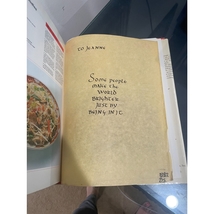 TO JEANNE
Some people
make the
WORLD
BRIGHTER
JUST BY
BEING IN IT.